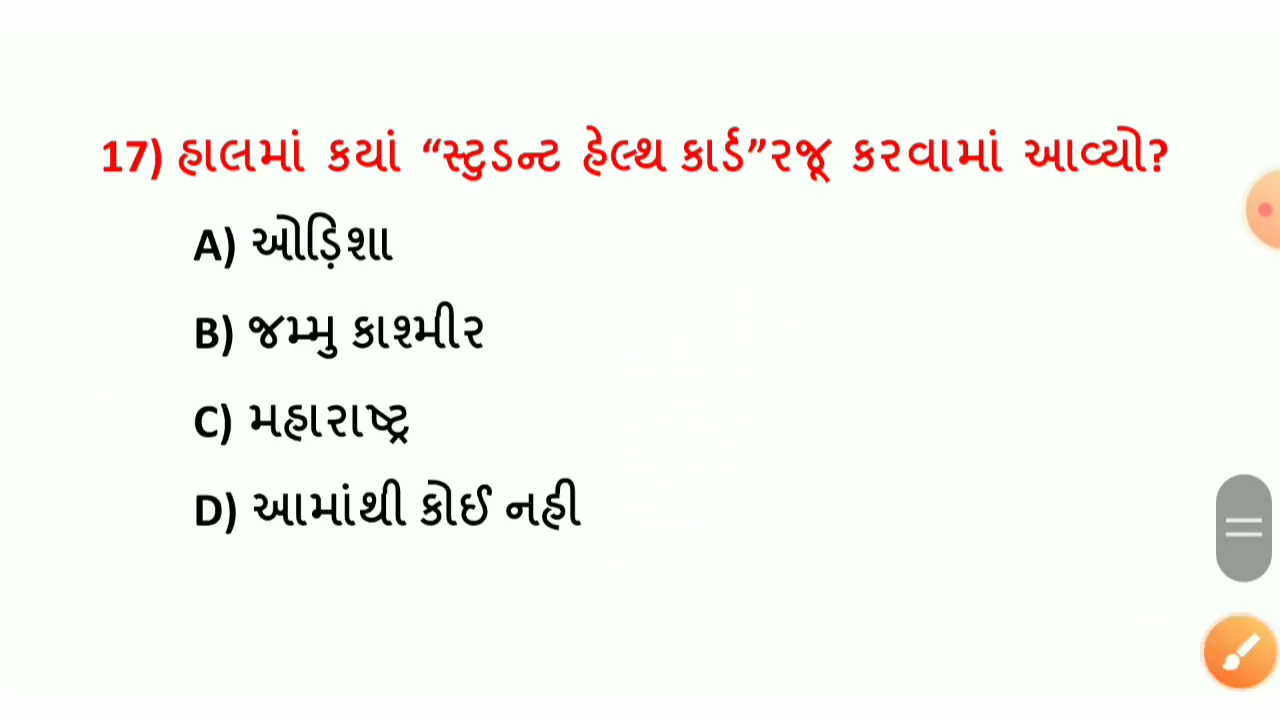 17) હાલમાં કયાં “સ્ટુડન્ટ હેલ્થ કાર્ડ”રજૂ કરવામાં આવ્યો?
A) ઓડ઼િશા
B) જમ્મુ કાશ્મીર
C) મહારાષ્ટ્ર
D) આમાંથી કોઈ નહી